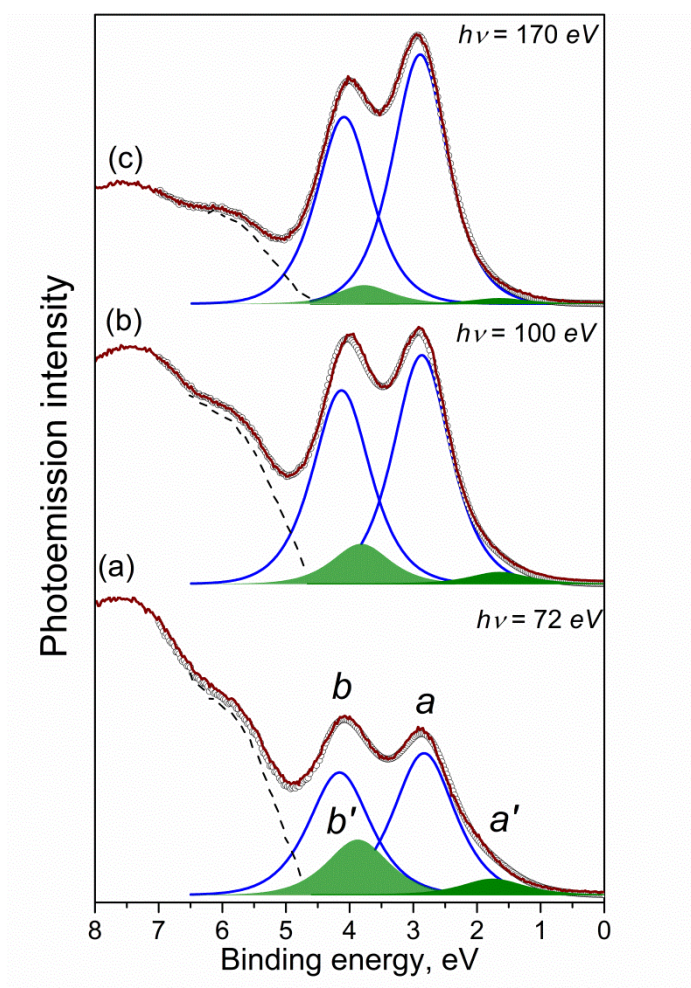 hν = 170 eV
(c)
hν = 100 eV
(b)
hν = 72 eV
(a)
b
a
b'
a'
Photoemission intensity
8 7 6 5 4 3 2 1 0
Binding energy, eV